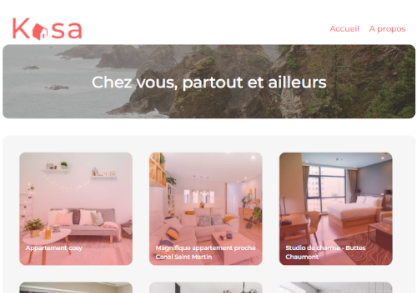 Kasa
Accueil A propos
Chez vous, partout et ailleurs
Appartement cosy
Magnifique appartement proche
Canal Saint Martin
Studio de charme - Buttes
Chaumont